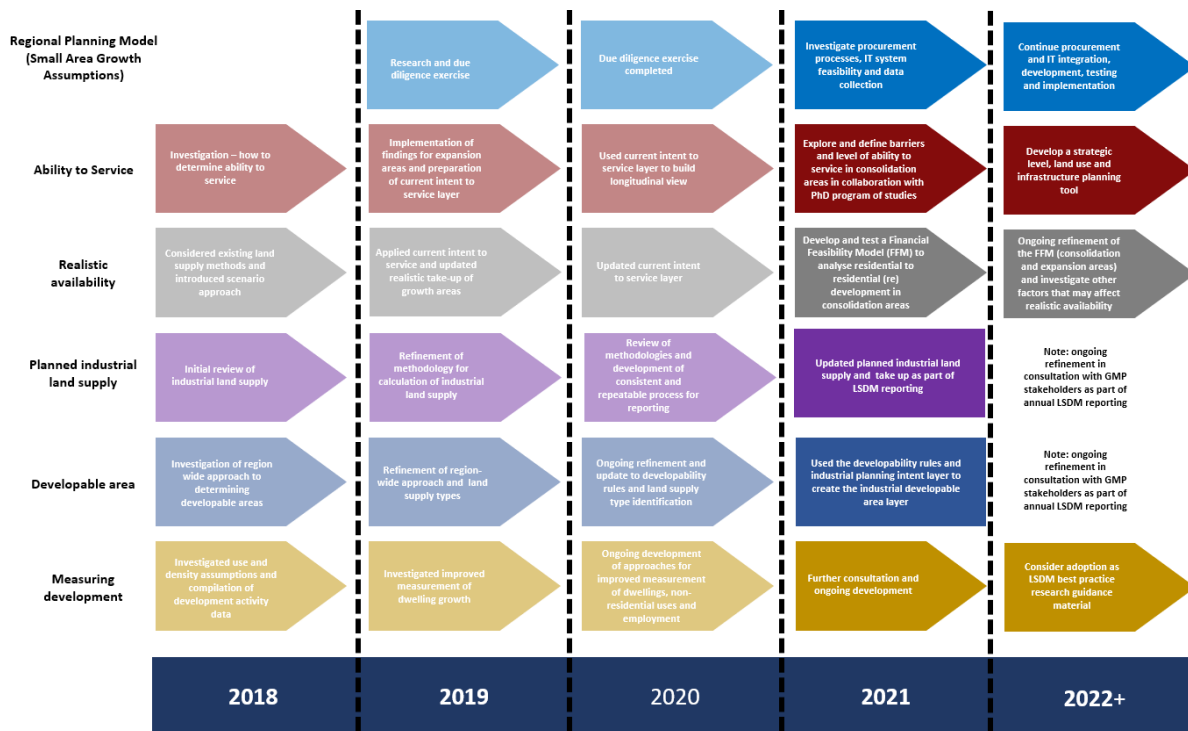 Regional Planning Model
(Small Area Growth
Assumptions)
Research and due
diligence exercise
Due diligence exercise
completed
Investigate procurement
processes, IT system
feasibility and data
collection
Continue procurement
and IT integration,
development, testing
and implementation
Ability to Service
Investigation – how to
determine ability to
service
Implementation of
findings for expansion
areas and preparation
of current intent to
service layer
Used current intent to
service layer to build
longitudinal view
Explore and define barriers
and level of ability to
service in consolidation
areas in collaboration with
PhD program of studies
Develop a strategic
level, land use and
infrastructure planning
tool
Realistic
availability
Considered existing land
supply methods and
introduced scenario
approach
Applied current intent to
service and updated
realistic take-up of
growth areas
Updated current intent
to service layer
Develop and test a Financial
Feasibility Model (FFM) to
analyse residential to
residential (re)
development in
consolidation areas
Ongoing refinement of
the FFM (consolidation
and expansion areas)
and investigate other
factors that may affect
realistic availability
Planned industrial
land supply
Initial review of
industrial land supply
Refinement of
methodology for
calculation of industrial
land supply
Review of
methodologies and
development of
consistent and
repeatable process for
reporting
Updated planned industrial land
supply and take up as part of
LSDM reporting
Note: ongoing
refinement in
consultation with GMP
stakeholders as part of
annual LSDM reporting
Developable area
Investigation of region
wide approach to
determining
developable areas
Refinement of region-
wide approach and land
supply types
Ongoing refinement and
update to developability
rules and land supply
type identification
Used the developability rules and
industrial planning intent layer to
create the industrial developable
area layer
Note: ongoing
refinement in
consultation with GMP
stakeholders as part of
annual LSDM reporting
Measuring
development
Investigated use and
density assumptions and
compilation of
development activity
data
Investigated improved
measurement of
dwelling growth
Ongoing development
of approaches for
improved measurement
of dwellings, non-
residential uses and
employment
Further consultation and
ongoing development
Consider adoption as
LSDM best practice
research guidance
material
2018
2019
2020
2021
2022+